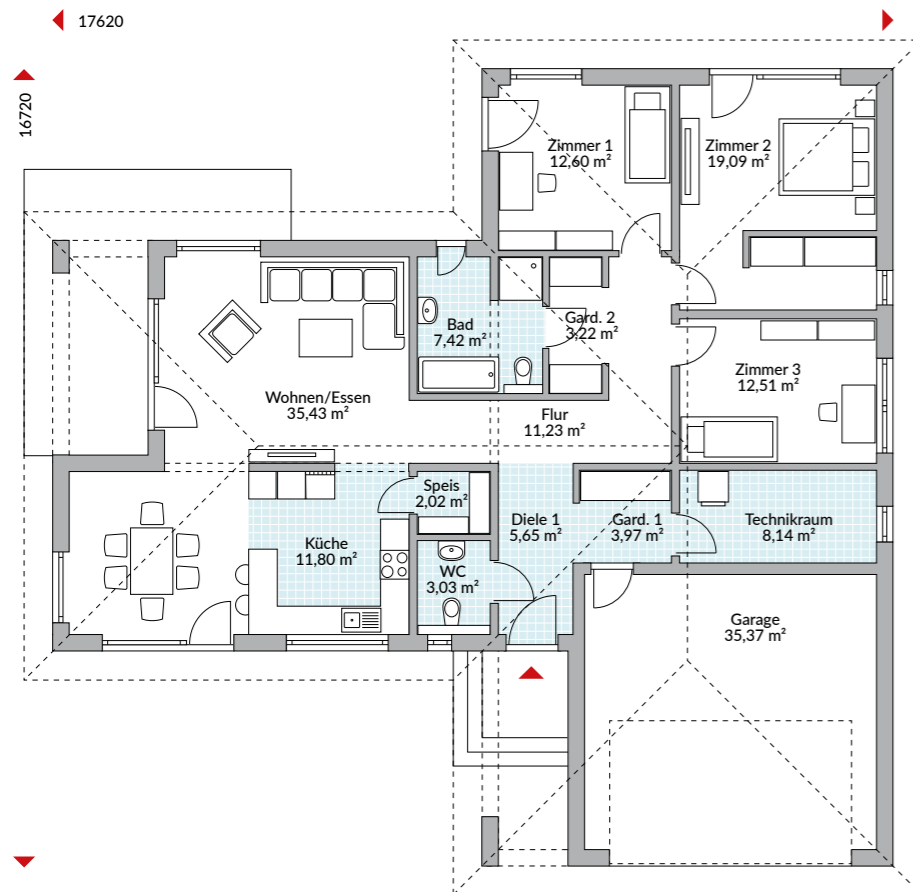 17620
16720
Zimmer 1
12,60 m²
Zimmer 2
19,09 m²
Bad
7,42 m²
Gard. 2
3,22 m²
Zimmer 3
12,51 m²
Wohnen/Essen
35,43 m²
Flur
11,23 m²
Speis
2,02 m²
Diele 1
5,65 m²
Gard. 1
3,97 m²
Technikraum
8,14 m²
Küche
11,80 m²
WC
3,03 m²
Garage
35,37 m²